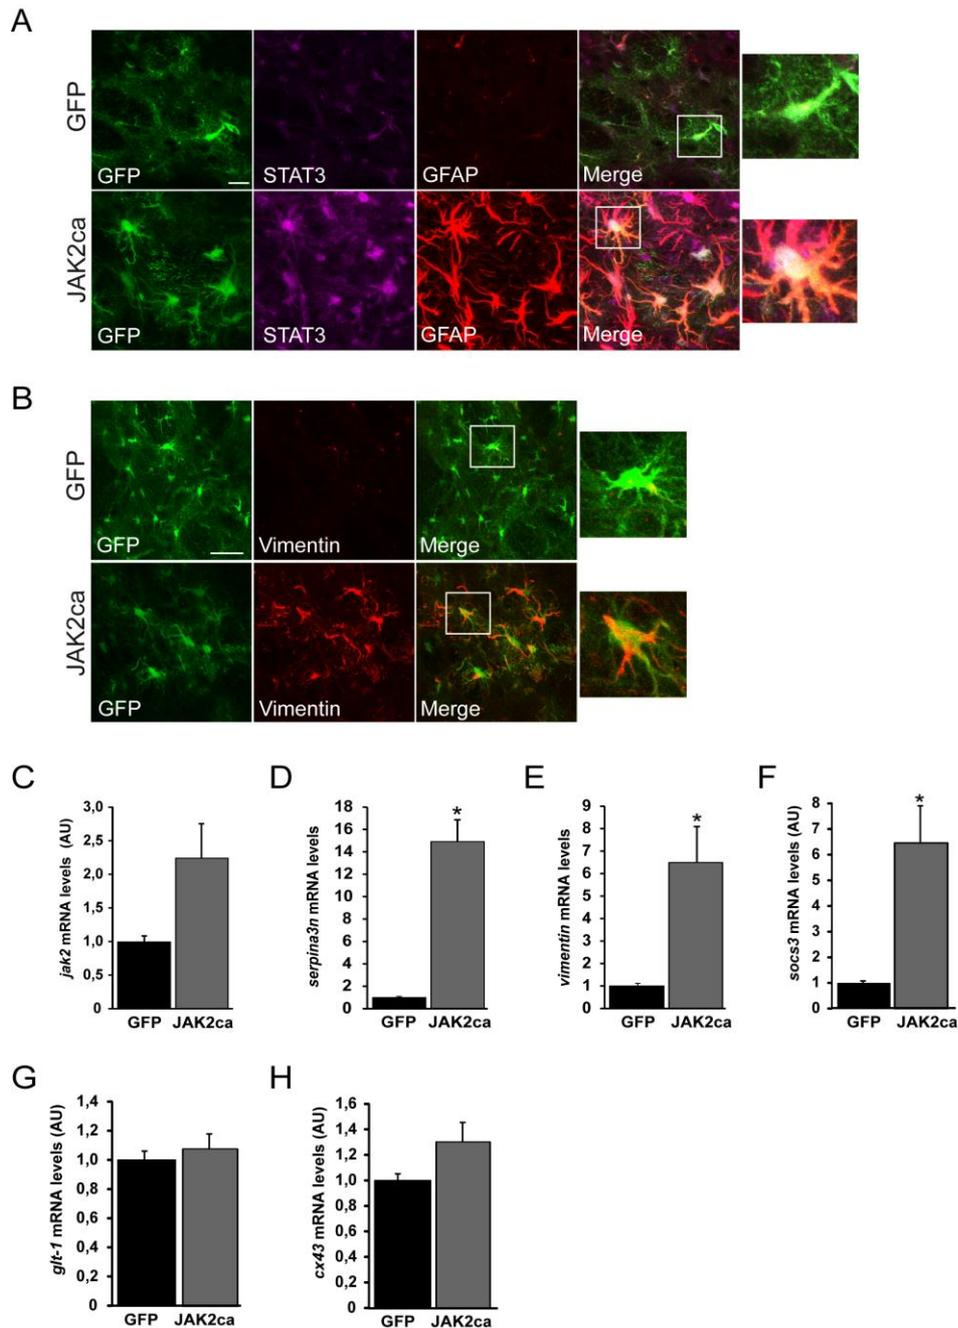 A
GFP
GFP
STAT3
GFAP
Merge
JAK2ca
GFP
STAT3
GFAP
Merge
B
GFP
GFP
Vimentin
Merge
JAK2ca
GFP
Vimentin
Merge
C
jak2 mRNA levels (AU)
3,0
2,5
2,0
1,5
1,0
0,5
0
GFP JAK2ca
D
serpina3n mRNA levels
18
16
14
12
10
8
6
4
2
0
*
GFP JAK2ca
E
vimentin mRNA levels
9
8
7
6
5
4
3
2
1
0
*
GFP JAK2ca
F
socs3 mRNA levels (AU)
8
7
6
5
4
3
2
1
0
*
GFP JAK2ca
G
glt-1 mRNA levels (AU)
1,4
1,2
1,0
0,8
0,6
0,4
0,2
0
GFP JAK2ca
H
cx43 mRNA levels (AU)
1,6
1,4
1,2
1,0
0,8
0,6
0,4
0,2
0
GFP JAK2ca